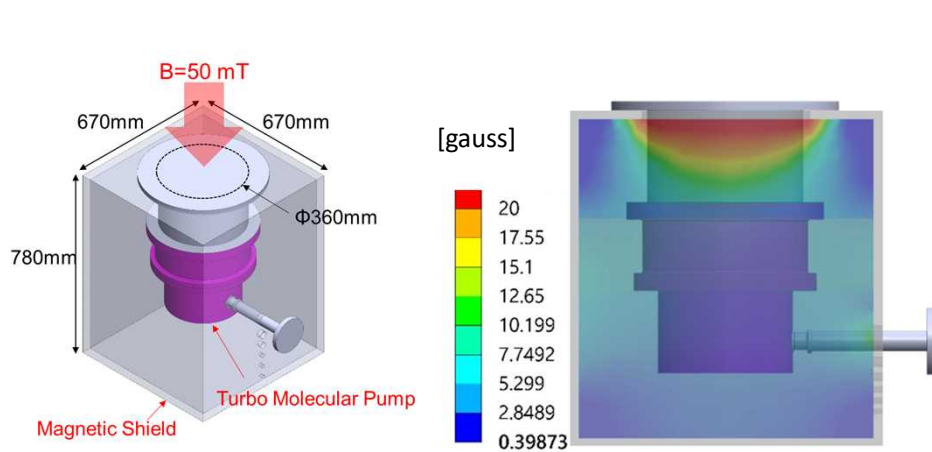 B=50 mT
670mm
670mm
Φ360mm
780mm
Turbo Molecular Pump
Magnetic Shield
[gauss]
20
17.55
15.1
12.65
10.199
7.7492
5.299
2.8489
0.39873